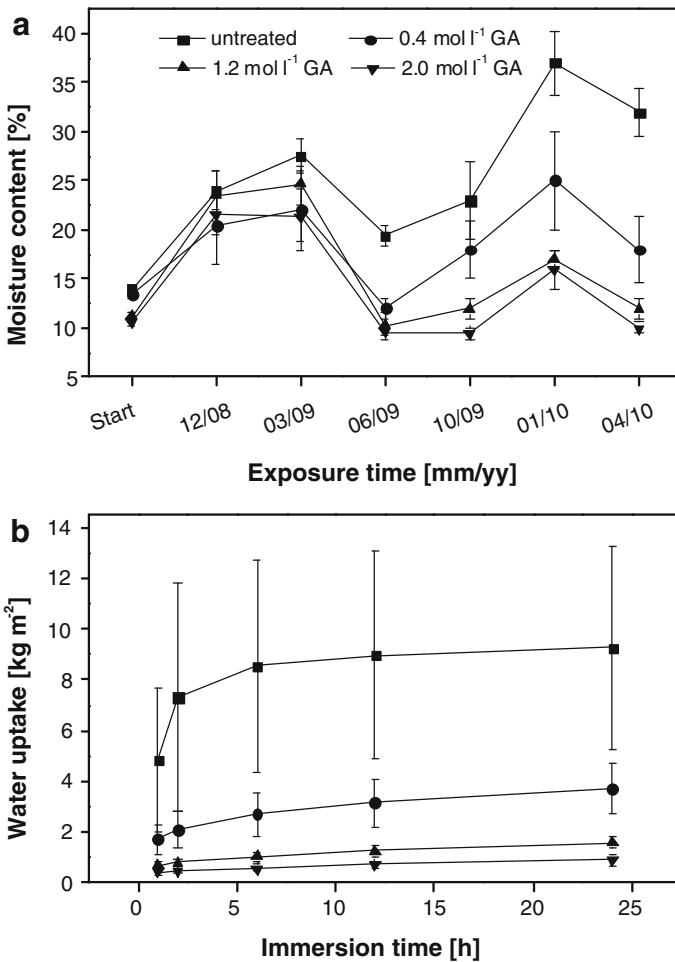 a
untreated
0.4 mol l⁻¹ GA
1.2 mol l⁻¹ GA
2.0 mol l⁻¹ GA
Moisture content [%]
40
35
30
25
20
15
10
5
Start
12/08
03/09
06/09
10/09
01/10
04/10
Exposure time [mm/yy]
b
Water uptake [kg m⁻²]
14
12
10
8
6
4
2
0
0
5
10
15
20
25
Immersion time [h]